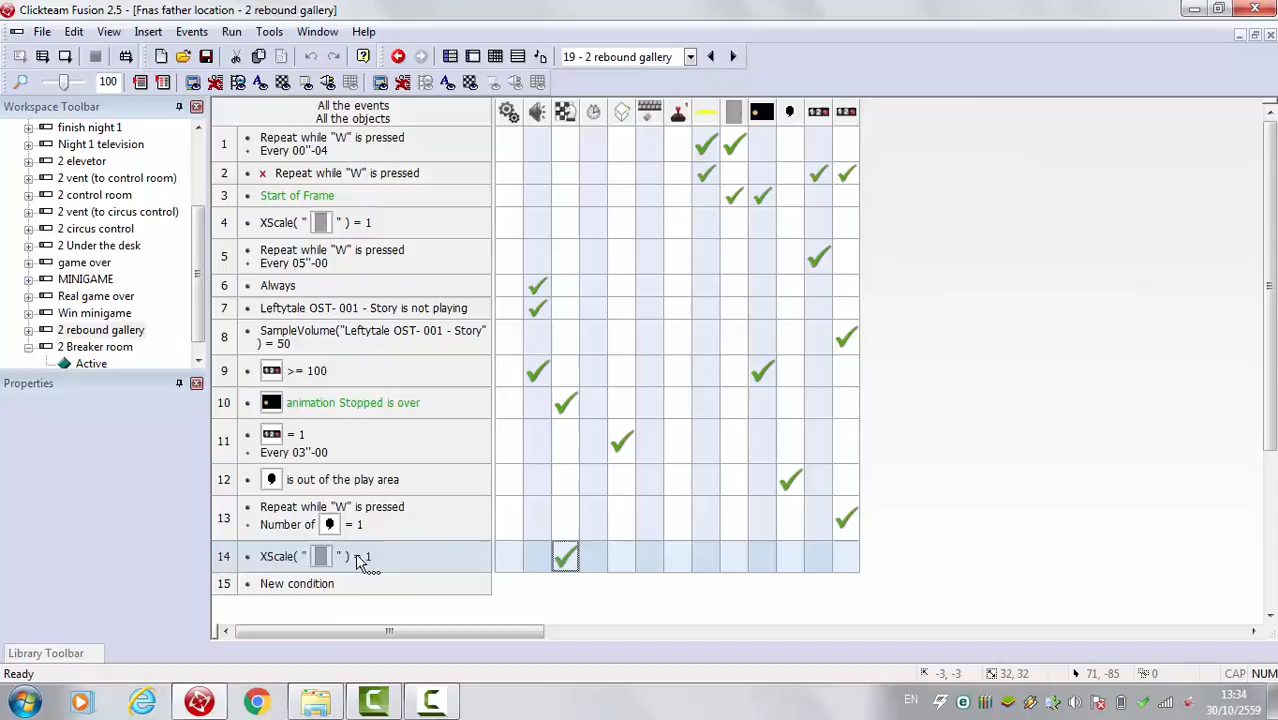 Clickteam Fusion 2.5 - [Fnas father location - 2 rebound gallery]
File Edit View Insert Events Run Tools Window Help
19 - 2 rebound gallery
100
Workspace Toolbar
finish night 1
Night 1 television
2 elevetor
2 vent (to control room)
2 control room
2 vent (to circus control)
2 circus control
2 Under the desk
game over
MINIGAME
Real game over
Win minigame
2 rebound gallery
2 Breaker room
Active
Properties
Library Toolbar
All the events
All the objects
1 Repeat while "W" is pressed
Every 00"-04
2 Repeat while "W" is pressed
3 Start of Frame
4 XScale( " " ) = 1
5 Repeat while "W" is pressed
Every 05"-00
6 Always
7 Leftytale OST- 001 - Story is not playing
8 SampleVolume("Leftytale OST- 001 - Story"
) = 50
9 >= 100
10 animation Stopped is over
11 = 1
Every 03"-00
12 is out of the play area
13 Repeat while "W" is pressed
Number of = 1
14 XScale( " " ) = 1
15 New condition
Ready
-3, -3 32, 32 71, -85 0 CAP NUM
EN
13:34
30/10/2559